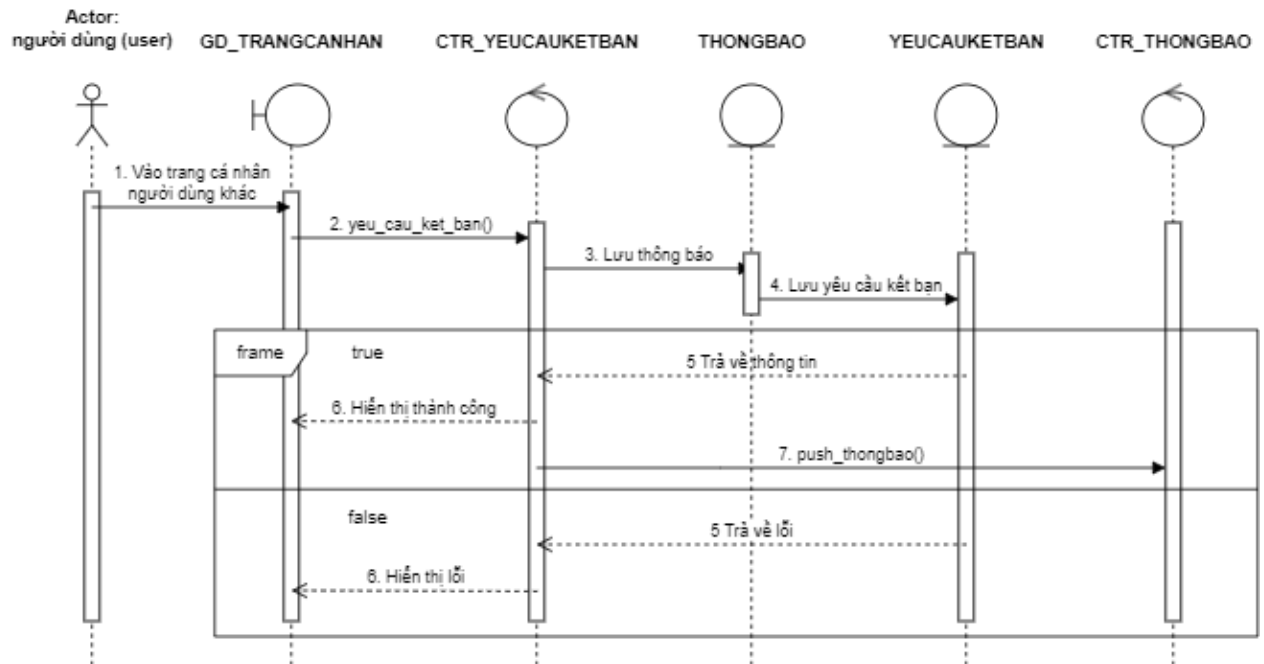 Actor:
người dùng (user)
GD_TRANGCANHAN
CTR_YEUCAUKETBAN
THONGBAO
YEUCAUKETBAN
CTR_THONGBAO
1. Vào trang cá nhân
người dùng khác
2. yeu_cau_ket_ban()
3. Lưu thông báo
4. Lưu yêu cầu kết bạn
frame
true
5 Trả về thông tin
6. Hiển thị thành công
7. push_thongbao()
false
5 Trả về lỗi
6. Hiển thị lỗi